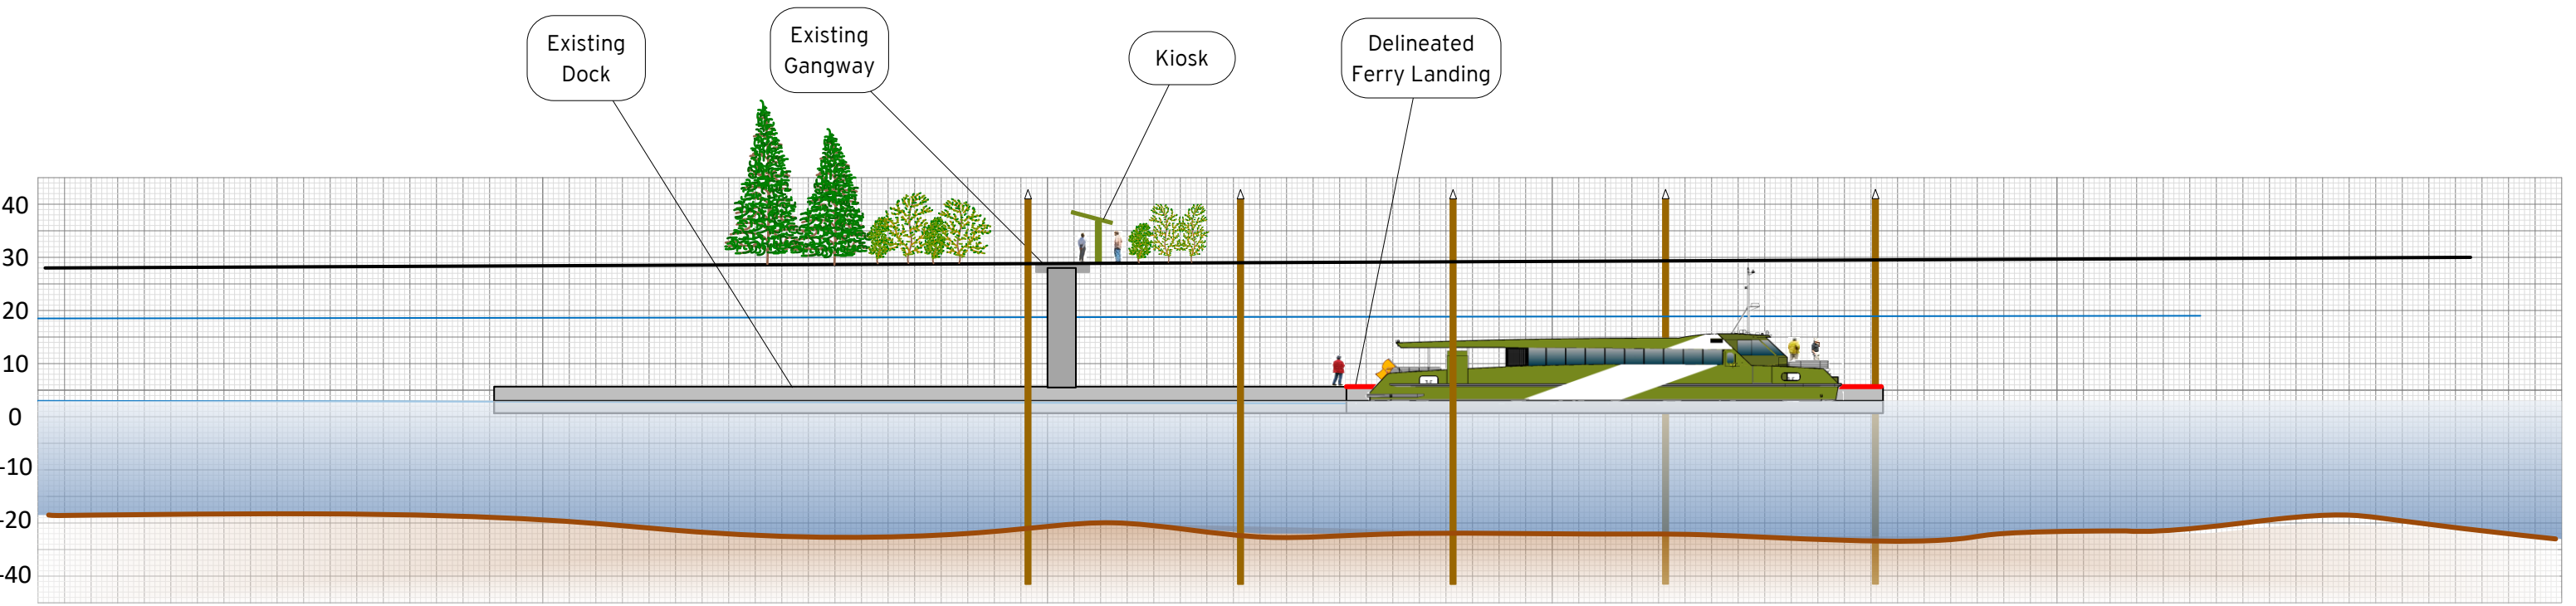 Existing
Dock
Existing
Gangway
Kiosk
Delineated
Ferry Landing
40
30
20
10
0
-10
-20
-40